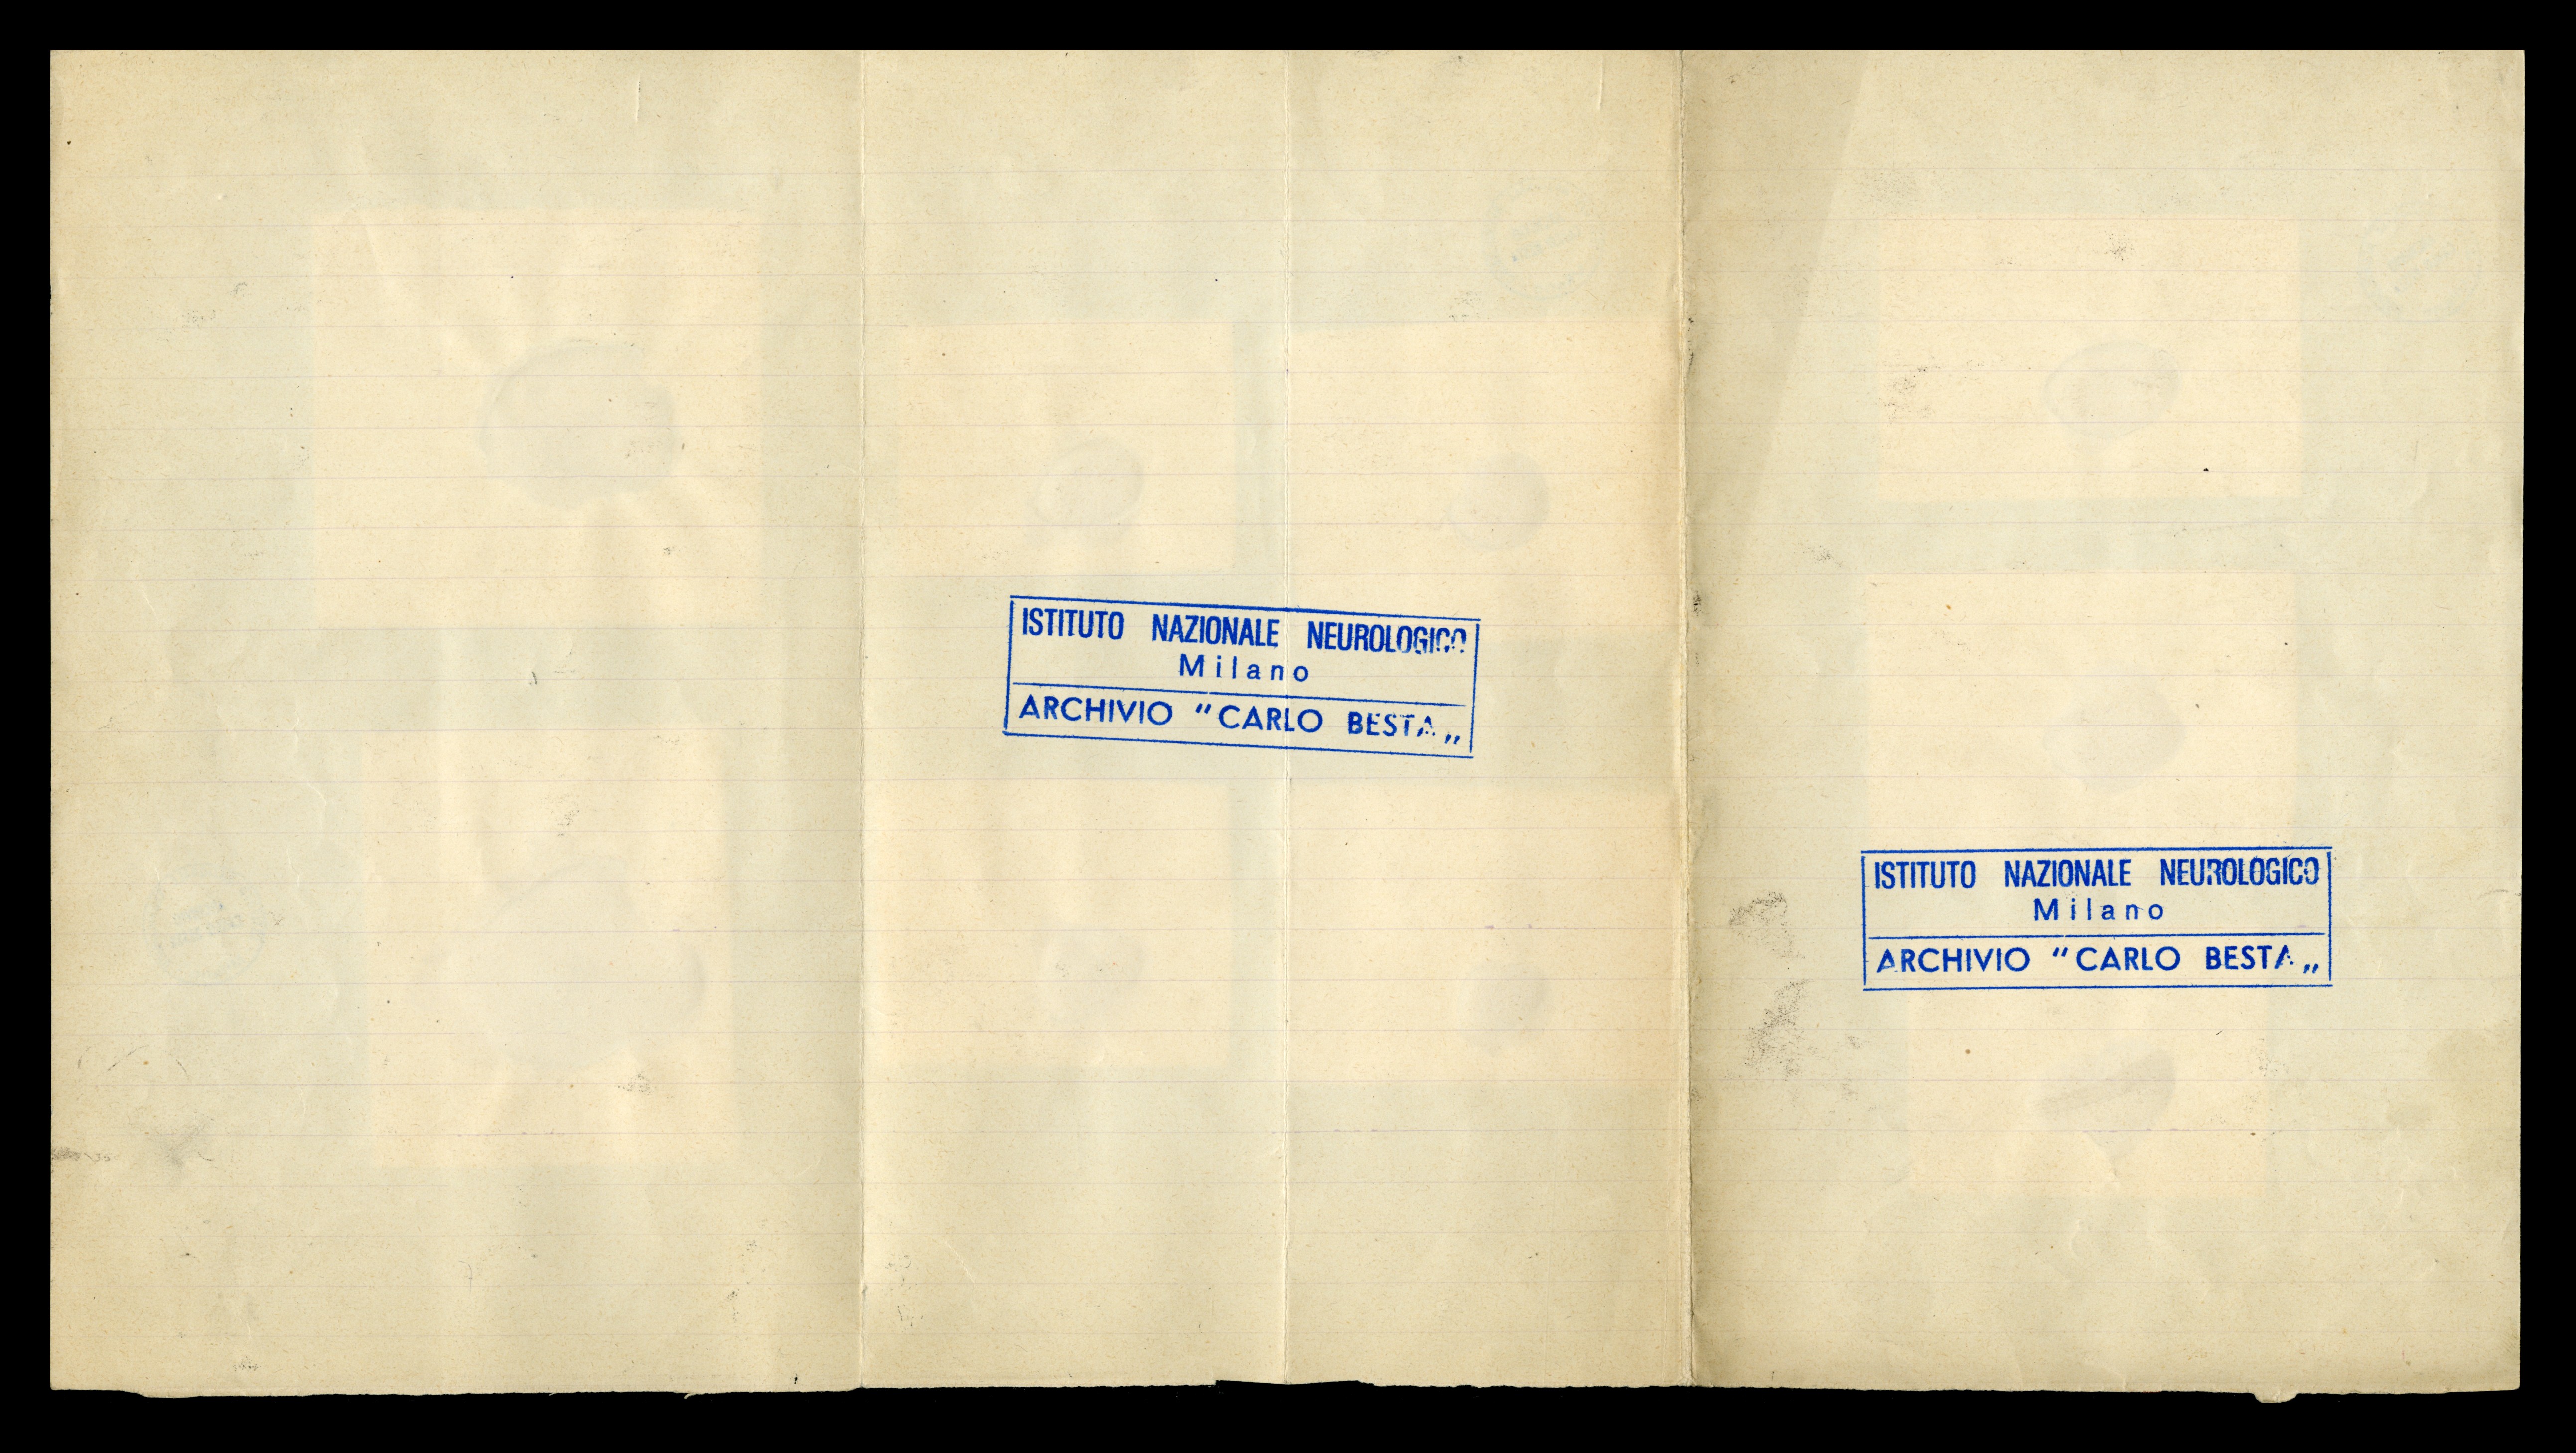 ISTITUTO NAZIONALE NEUROLOGICO
Milano
ARCHIVIO "CARLO BESTA„
ISTITUTO NAZIONALE NEUROLOGICO
Milano
ARCHIVIO "CARLO BESTA„